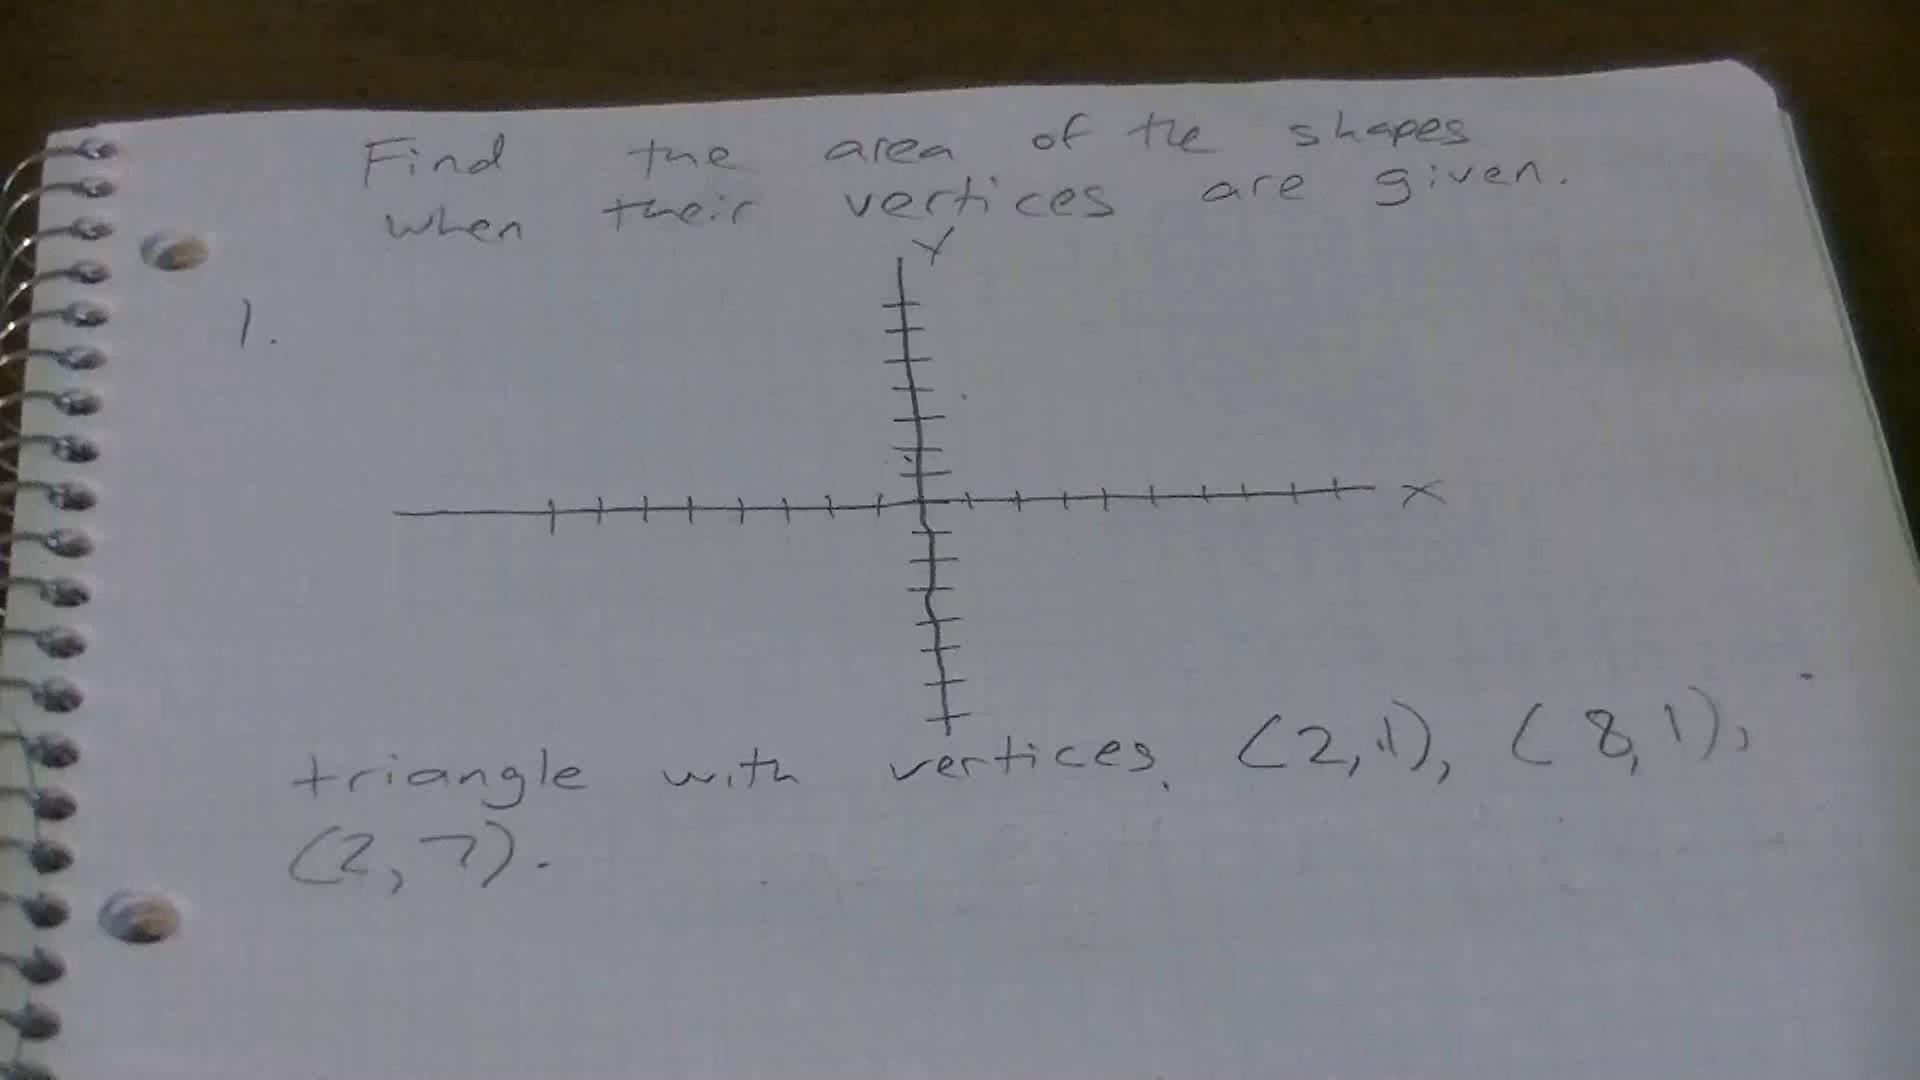 Find the area of the shapes
when their vertices are given.
Y
1.
X
triangle with vertices. (2,1), (8,1),
(2,7).